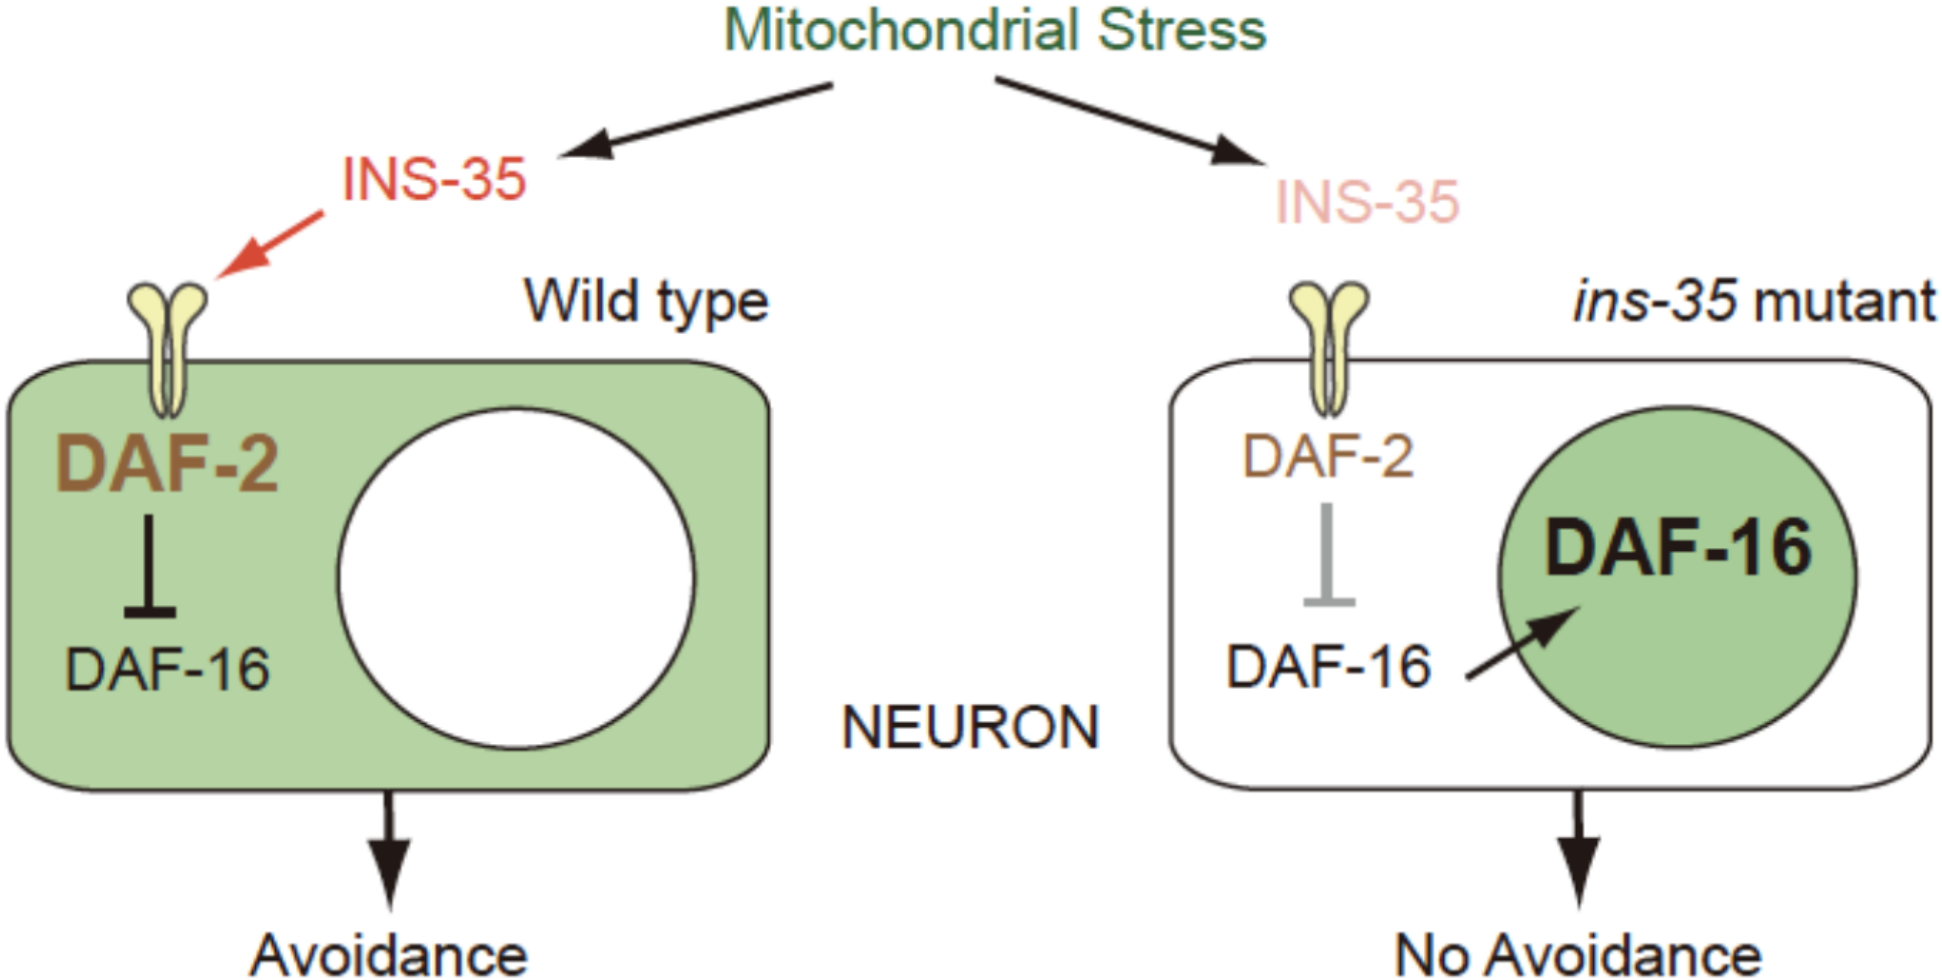 Mitochondrial Stress
INS-35
INS-35
Wild type
ins-35 mutant
DAF-2
DAF-16
DAF-2
DAF-16
DAF-16
NEURON
Avoidance
No Avoidance